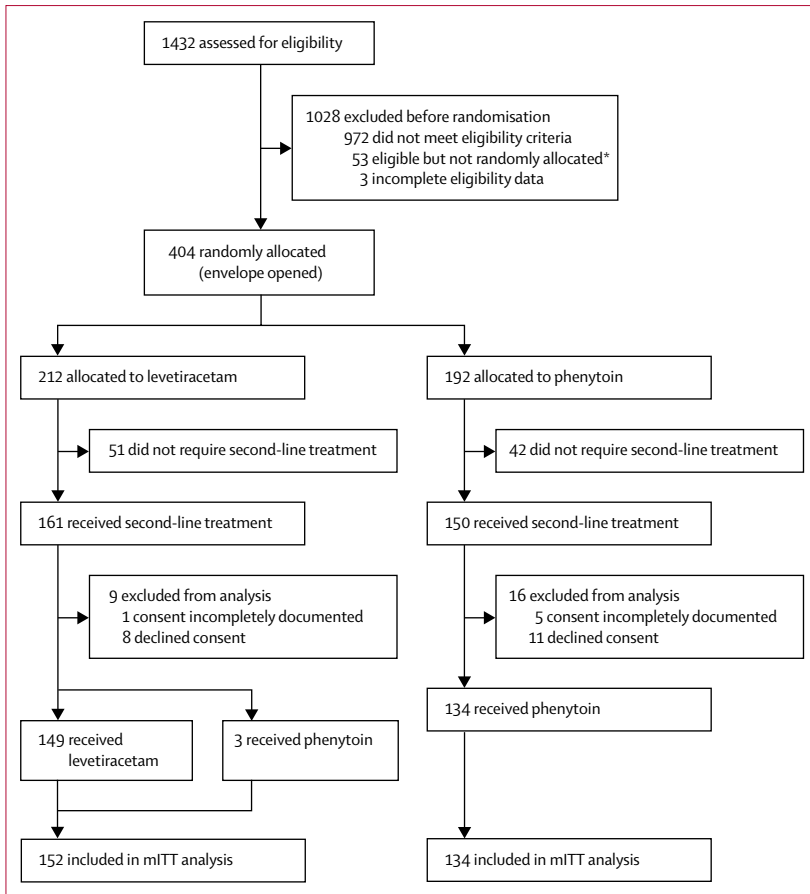 1432 assessed for eligibility
1028 excluded before randomisation
972 did not meet eligibility criteria
53 eligible but not randomly allocated*
3 incomplete eligibility data
404 randomly allocated
(envelope opened)
212 allocated to levetiracetam
192 allocated to phenytoin
51 did not require second-line treatment
42 did not require second-line treatment
161 received second-line treatment
150 received second-line treatment
9 excluded from analysis
1 consent incompletely documented
8 declined consent
16 excluded from analysis
5 consent incompletely documented
11 declined consent
149 received
levetiracetam
3 received phenytoin
134 received phenytoin
152 included in mITT analysis
134 included in mITT analysis